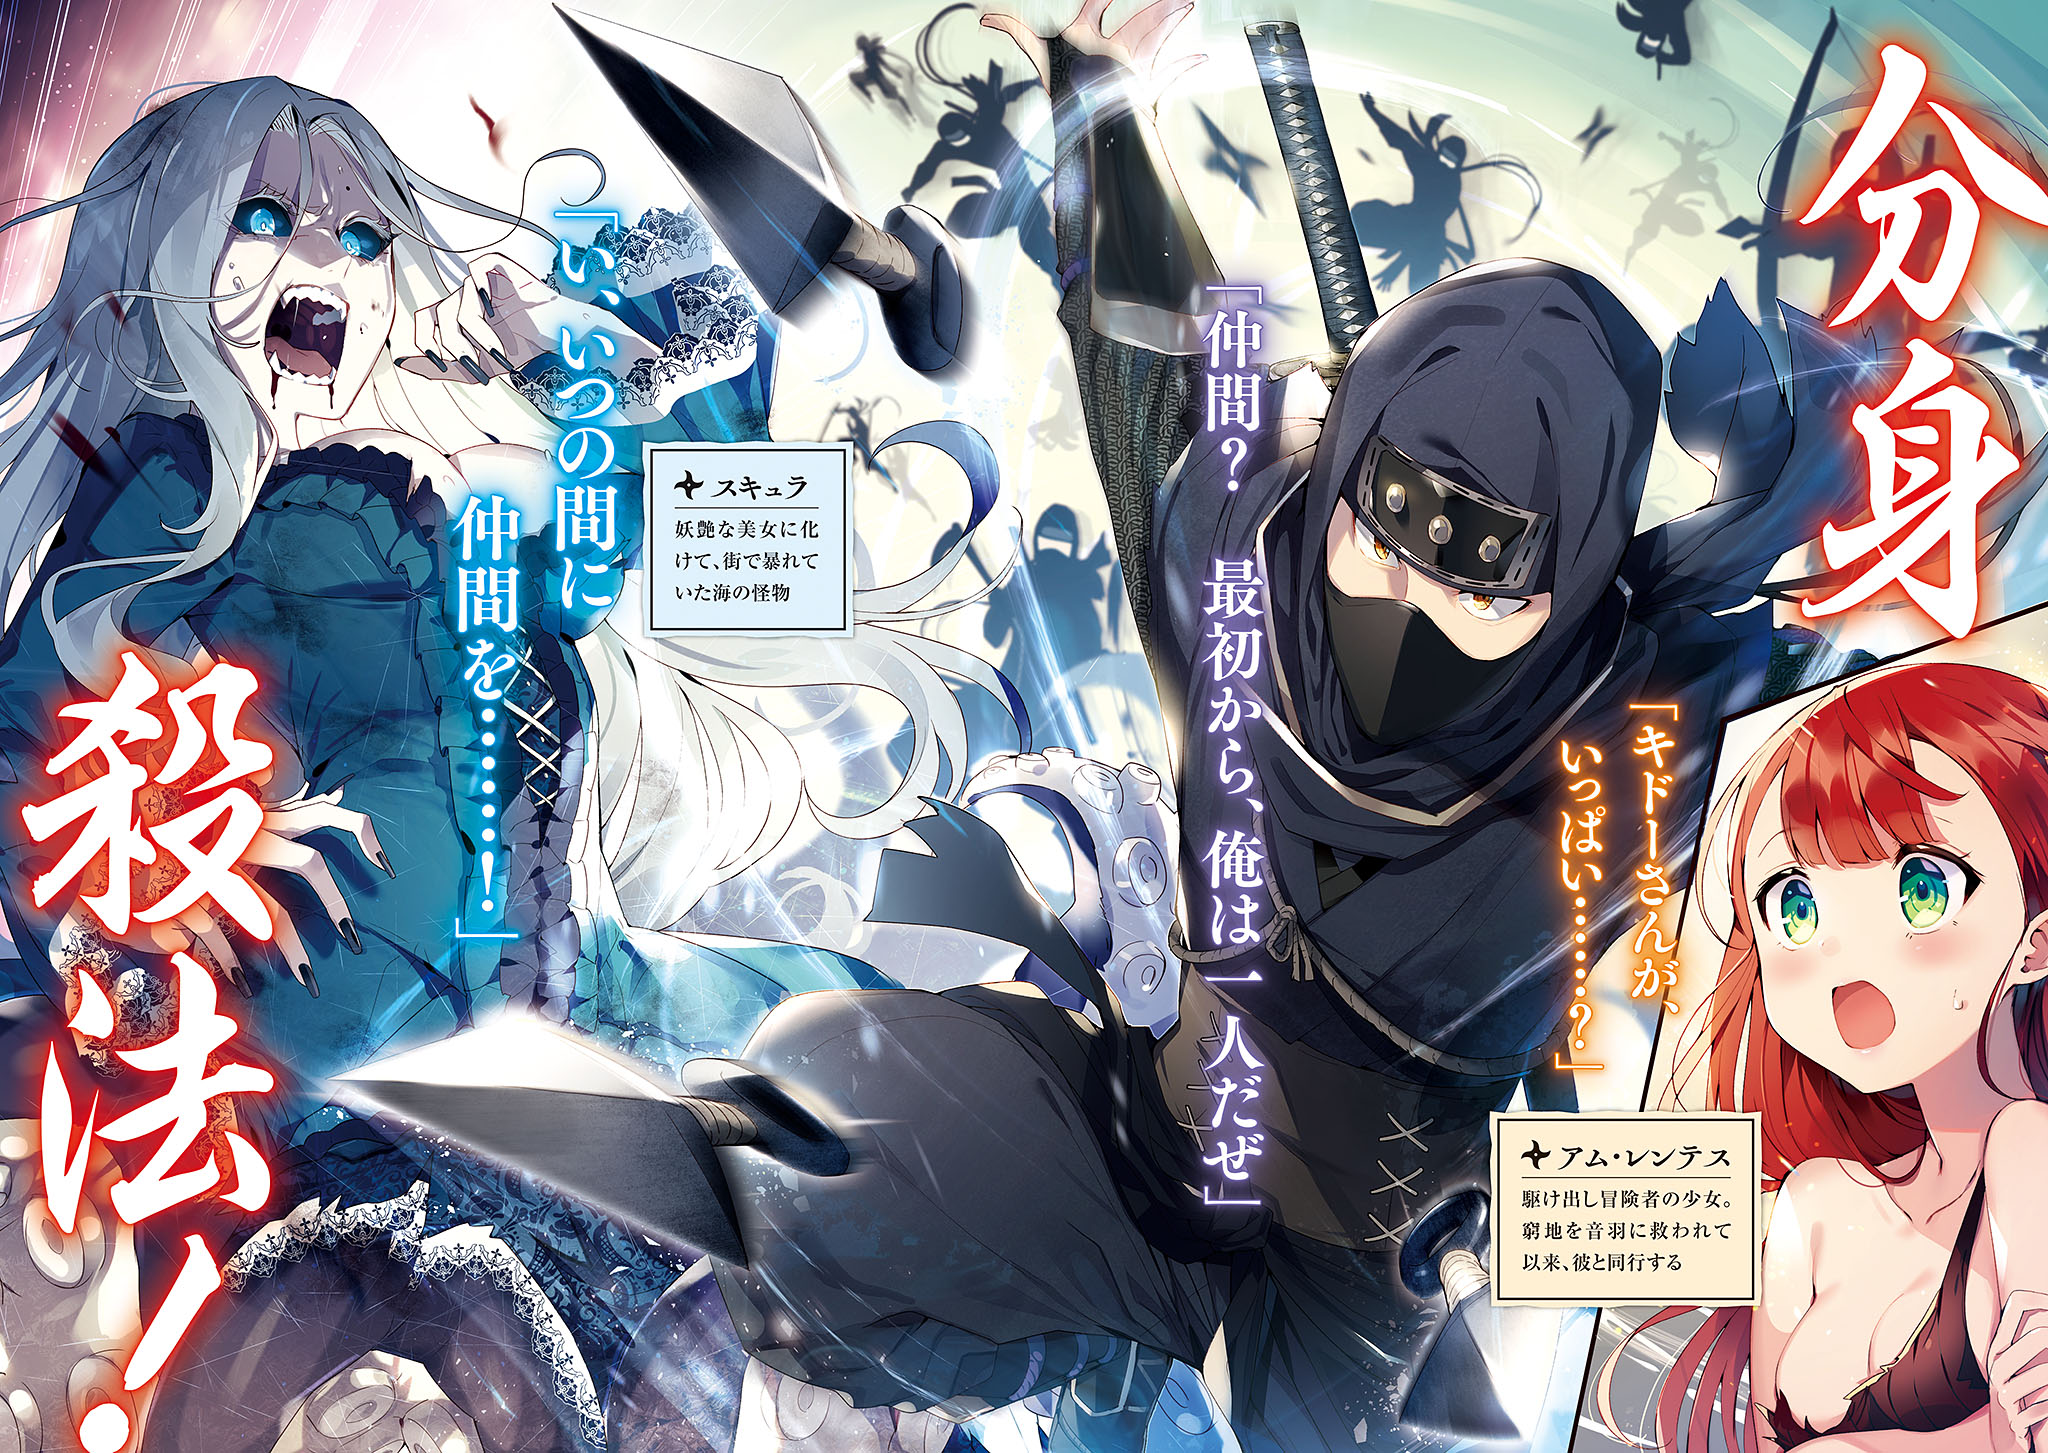 分身
「キドーさんが、
いっぱい……？」
アム・レンテス
駆け出し冒険者の少女。
窮地を音羽に救われて
以来、彼と同行する
「仲間？　最初から、俺は一人だぜ」
スキュラ
妖艶な美女に化
けて、街で暴れて
いた海の怪物
「い、いつの間に
仲間を………！」
殺法！